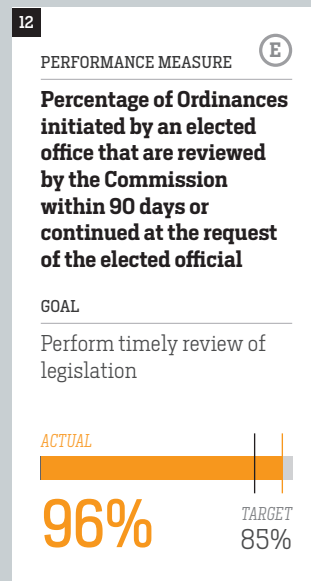 12
PERFORMANCE MEASURE E
Percentage of Ordinances
initiated by an elected
office that are reviewed
by the Commission
within 90 days or
continued at the request
of the elected official
GOAL
Perform timely review of
legislation
ACTUAL
96%
TARGET
85%